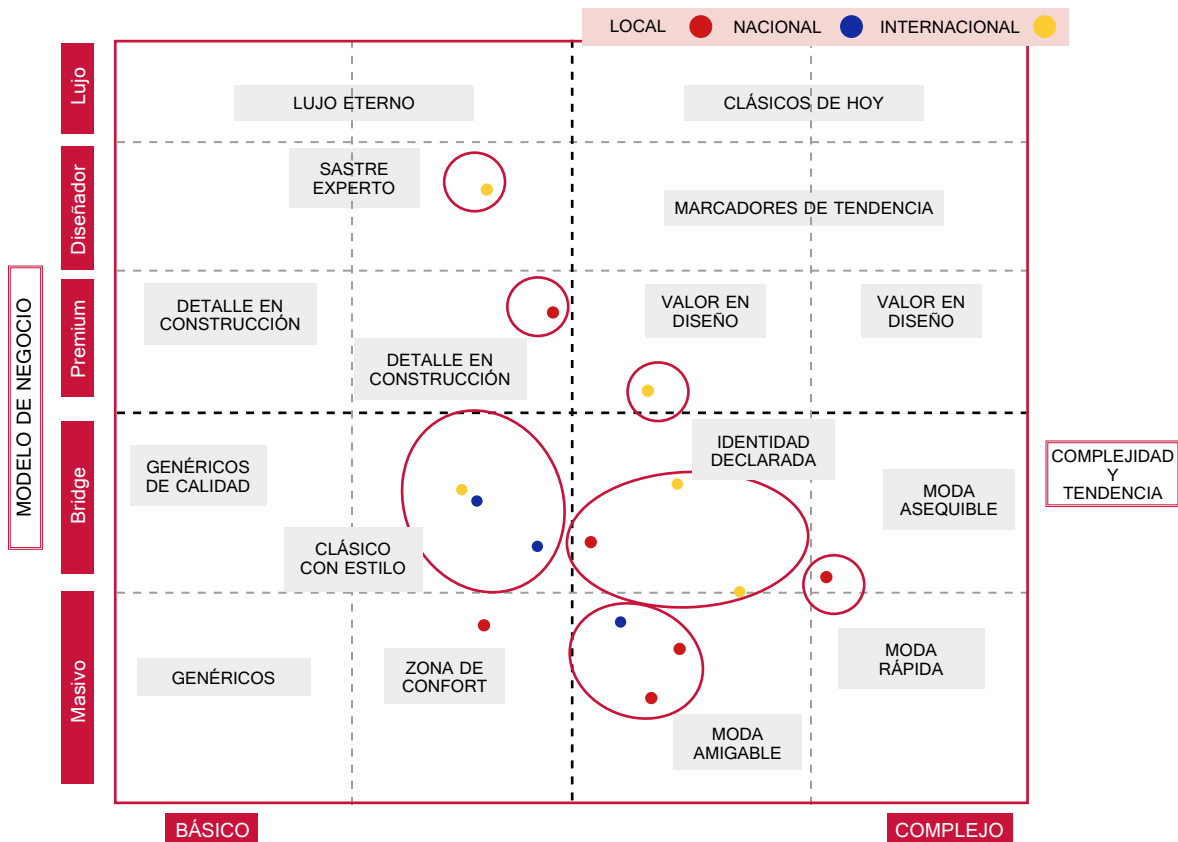 LOCAL NACIONAL INTERNACIONAL
Lujo
LUJO ETERNO
CLÁSICOS DE HOY
Diseñador
SASTRE
EXPERTO
MARCADORES DE TENDENCIA
MODELO DE NEGOCIO
Premium
DETALLE EN
CONSTRUCCIÓN
DETALLE EN
CONSTRUCCIÓN
VALOR EN
DISEÑO
VALOR EN
DISEÑO
Bridge
GENÉRICOS
DE CALIDAD
CLÁSICO
CON ESTILO
IDENTIDAD
DECLARADA
MODA
ASEQUIBLE
COMPLEJIDAD
Y
TENDENCIA
Masivo
GENÉRICOS
ZONA DE
CONFORT
MODA
AMIGABLE
MODA
RÁPIDA
BÁSICO
COMPLEJO